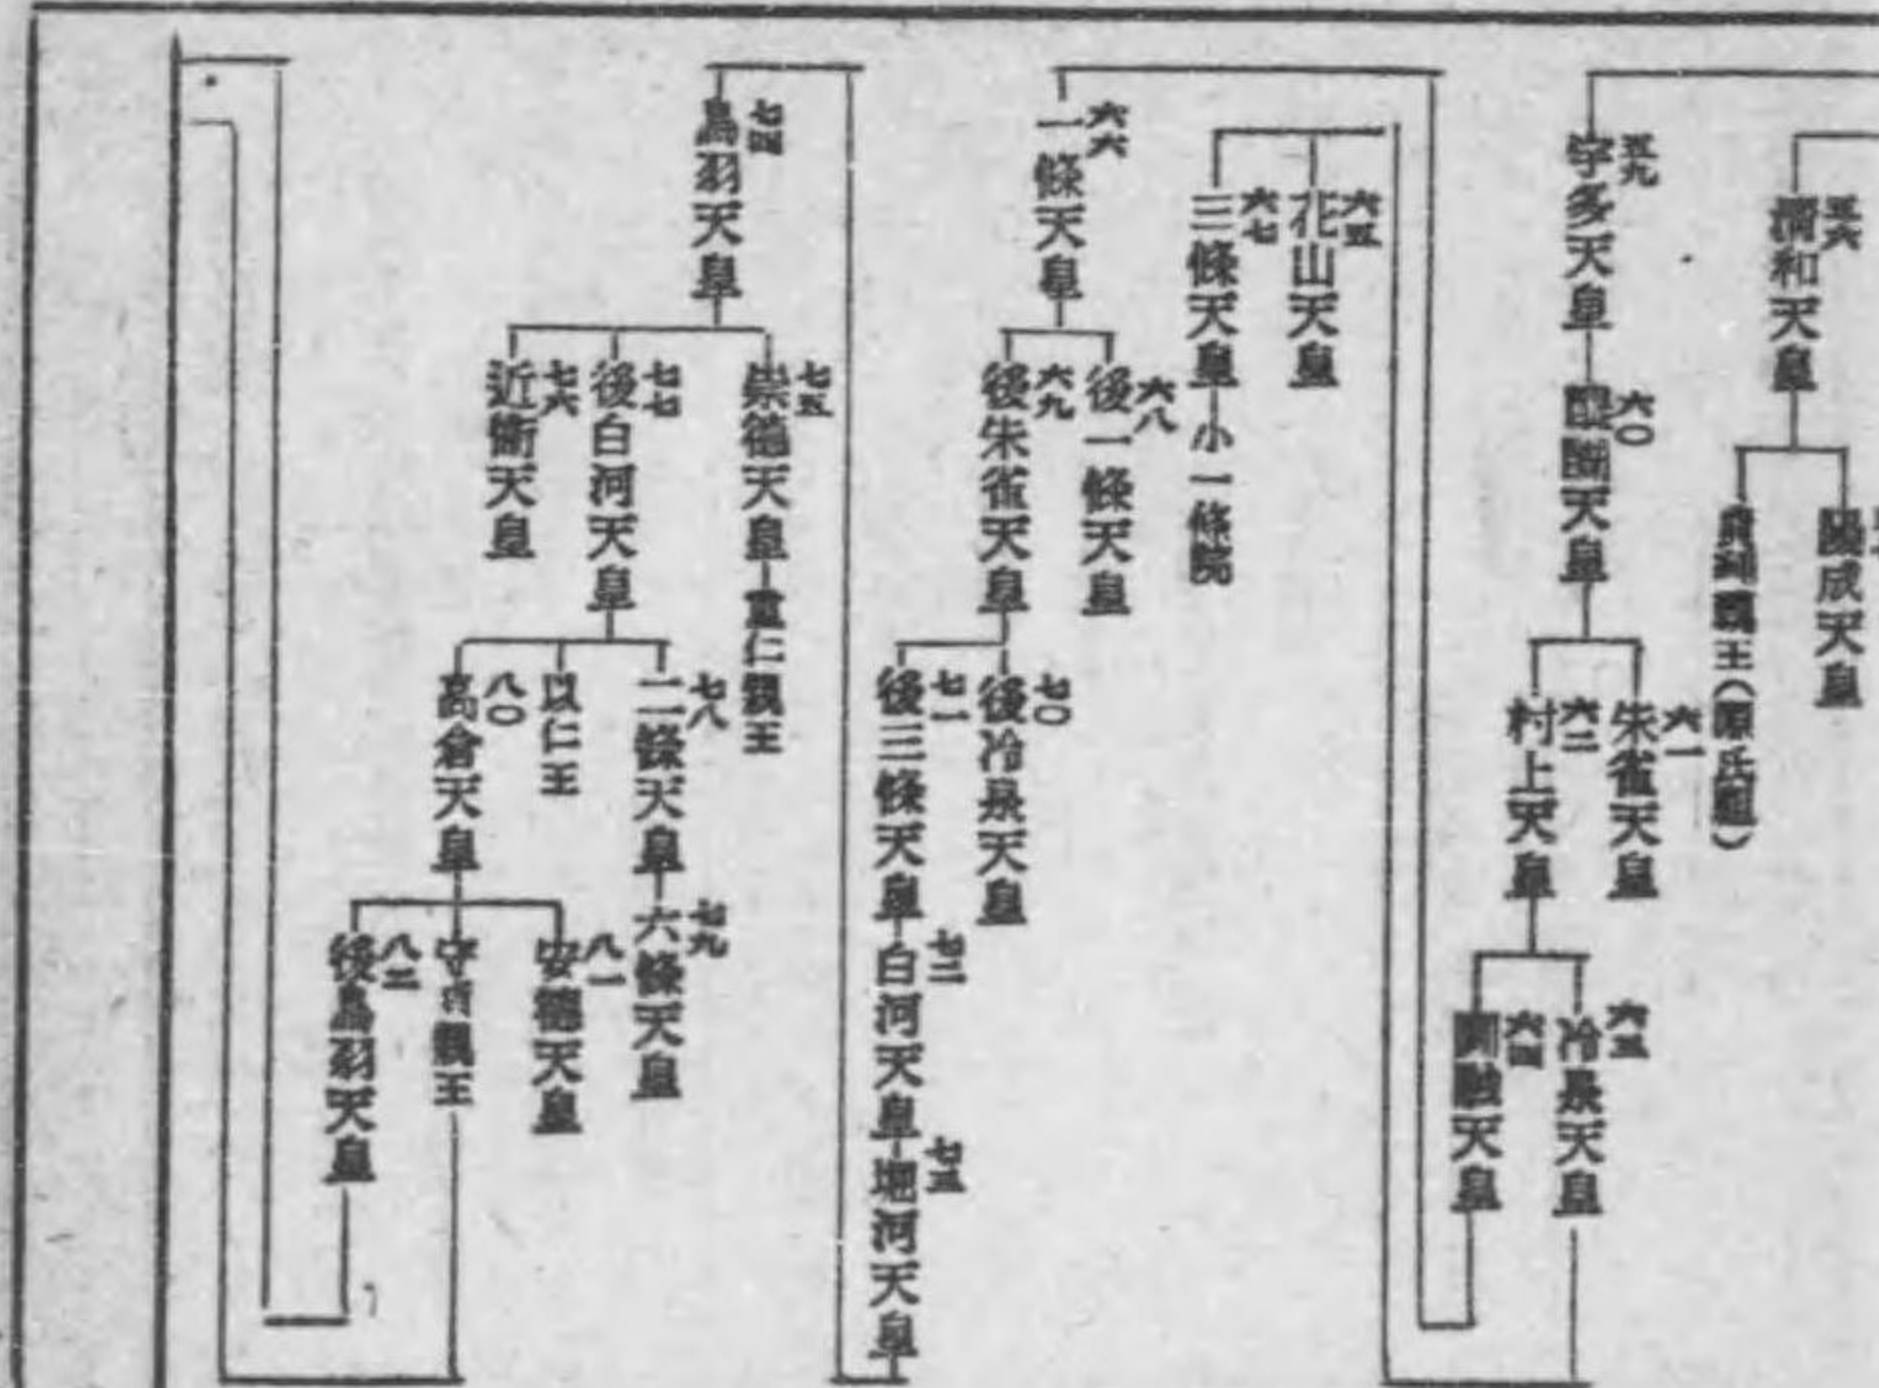 五六
清和天皇
陽成天皇
貞純親王(源氏祖)
五九
宇多天皇
六〇
醍醐天皇
六一
朱雀天皇
六二
村上天皇
六三
冷泉天皇
六四
圓融天皇
六五
花山天皇
六七
三條天皇
小一條院
六六
一條天皇
六八
後一條天皇
六九
後朱雀天皇
七〇
後冷泉天皇
七一
後三條天皇
七二
白河天皇
七三
堀河天皇
七四
鳥羽天皇
七五
崇德天皇
重仁親王
七七
後白河天皇
七六
近衞天皇
七八
二條天皇
七九
六條天皇
以仁王
八〇
高倉天皇
八一
安德天皇
親王
八二
後鳥羽天皇